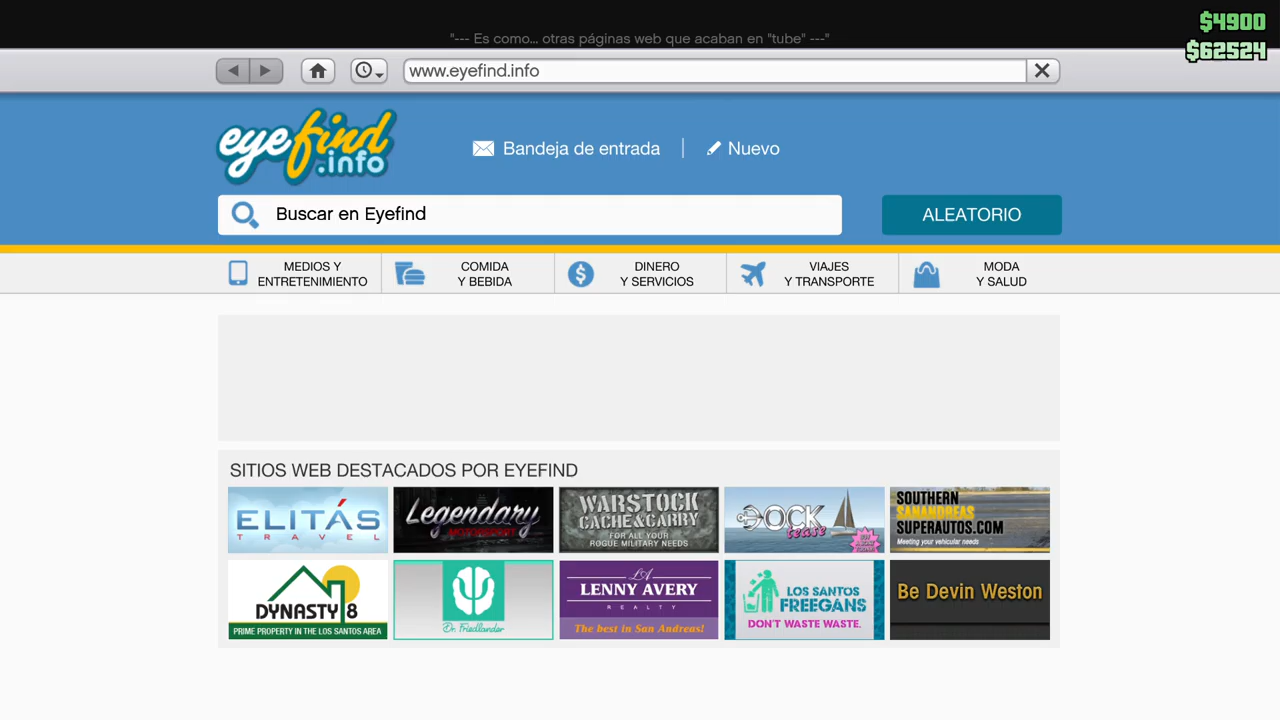 $4900
"--- Es como... otras páginas web que acaban en "tube" ---"
$62524
www.eyefind.info
eyefind
.info
Bandeja de entrada
Nuevo
Buscar en Eyefind
ALEATORIO
MEDIOS Y
ENTRETENIMIENTO
COMIDA
Y BEBIDA
DINERO
Y SERVICIOS
VIAJES
Y TRANSPORTE
MODA
Y SALUD
SITIOS WEB DESTACADOS POR EYEFIND
ELITÁS
TRAVEL
Legendary
MOTORSPORT
WARSTOCK
CACHE & CARRY
FOR ALL YOUR
ROGUE MILITARY NEEDS
DOCK
tease
SOUTHERN
SANANDREAS
SUPERAUTOS.COM
Meeting your vehicular needs
DYNASTY 8
PRIME PROPERTY IN THE LOS SANTOS AREA
Dr. Friedlander
LA
LENNY AVERY
REALTY
The best in San Andreas!
LOS SANTOS
FREEGANS
DON'T WASTE WASTE.
Be Devin Weston